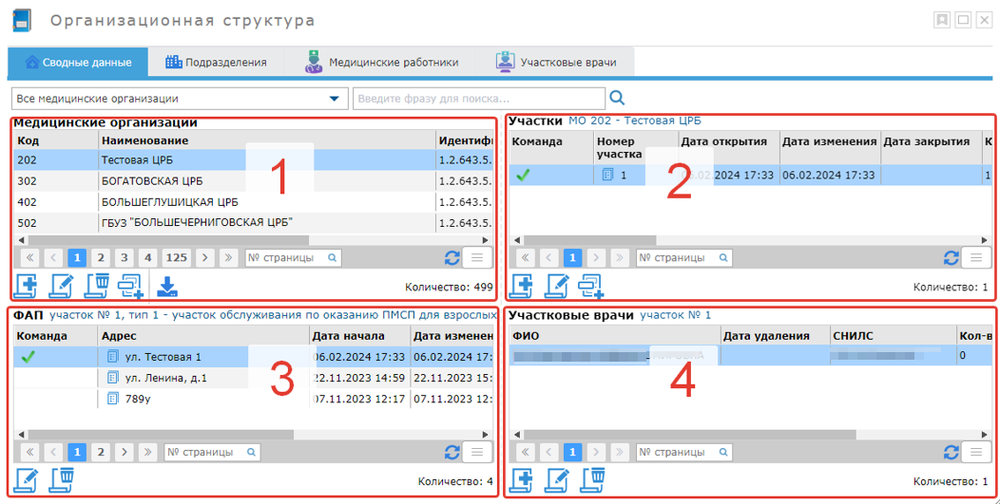 Организационная структура
Сводные данные Подразделения Медицинские работники Участковые врачи
Все медицинские организации Введите фразу для поиска...
Медицинские организации
Код Наименование Идентифи
202 Тестовая ЦРБ 1.2.643.5.
302 БОГАТОВСКАЯ ЦРБ 1.2.643.5.
402 БОЛЬШЕГЛУШИЦКАЯ ЦРБ 1.2.643.5.
502 ГБУЗ "БОЛЬШЕЧЕРНИГОВСКАЯ ЦРБ" 1.2.643.5.
1
« ‹ 1 2 3 4 125 › » № страницы
Количество: 499
Участки МО 202 - Тестовая ЦРБ
Команда Номер участка Дата открытия Дата изменения Дата закрытия К
1 06.02.2024 17:33 06.02.2024 17:33 1
2
« ‹ 1 › » № страницы
Количество: 1
ФАП участок № 1, тип 1 - участок обслуживания по оказанию ПМСП для взрослых
Команда Адрес Дата начала Дата изменен
ул. Тестовая 1 06.02.2024 17:33 06.02.2024 17:
ул. Ленина, д.1 22.11.2023 14:59 22.11.2023 15:
789у 07.11.2023 12:17 07.11.2023 12:
3
« ‹ 1 2 › » № страницы
Количество: 4
Участковые врачи участок № 1
ФИО Дата удаления СНИЛС Кол-в
0
4
« ‹ 1 › » № страницы
Количество: 1